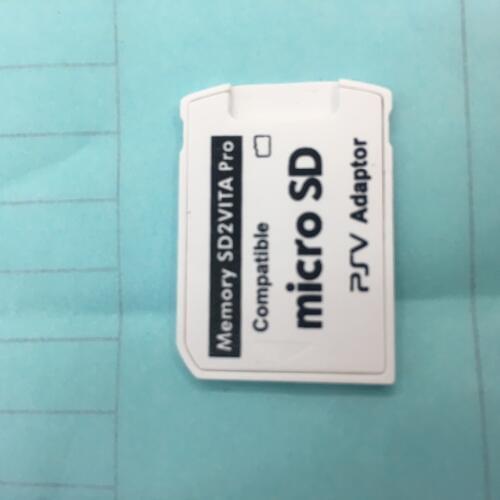 Memory SD2VITA Pro
Compatible
micro SD
PSV Adaptor